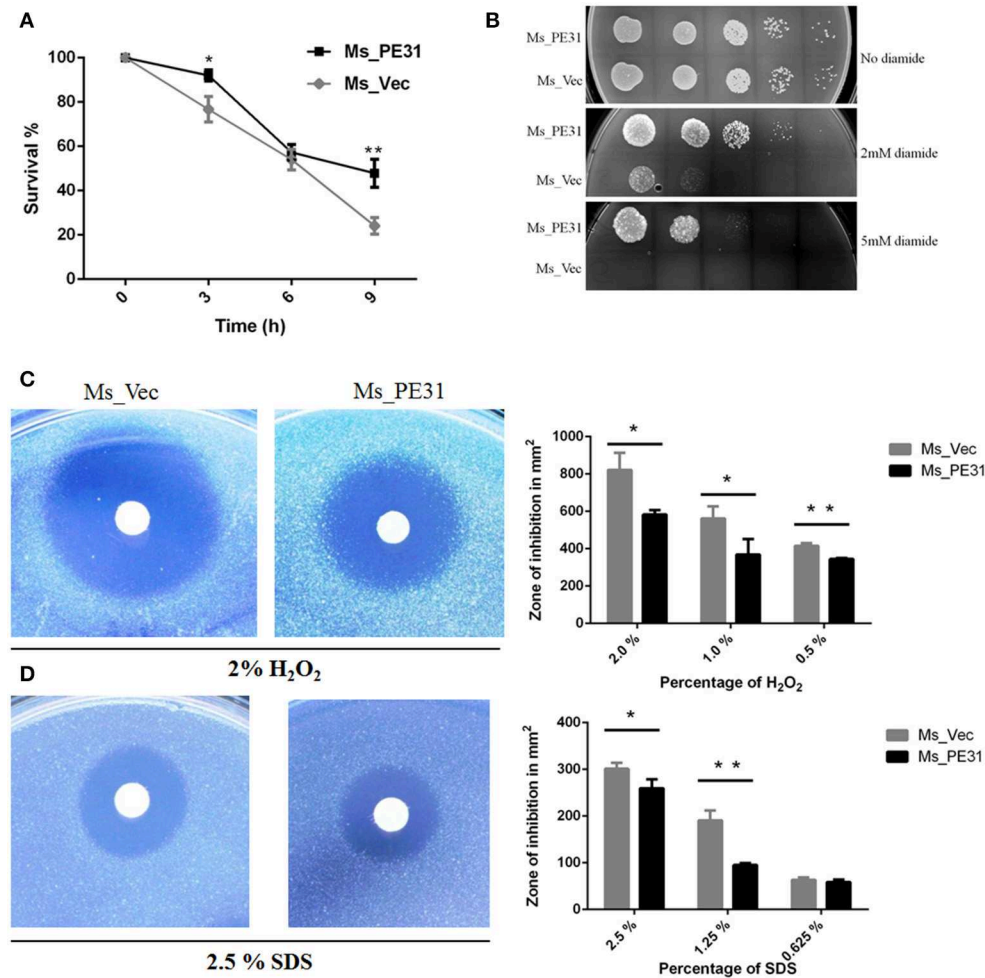 A
Survival %
100
80
60
40
20
0
*
**
Ms_PE31
Ms_Vec
0
3
6
9
Time (h)
B
Ms_PE31
Ms_Vec
No diamide
Ms_PE31
Ms_Vec
2mM diamide
Ms_PE31
Ms_Vec
5mM diamide
C
Ms_Vec
Ms_PE31
2% H₂O₂
Zone of inhibition in mm²
1000
800
600
400
200
0
*
*
* *
Ms_Vec
Ms_PE31
2.0 %
1.0 %
0.5 %
Percentage of H₂O₂
D
2.5 % SDS
Zone of inhibition in mm²
400
300
200
100
0
*
* *
Ms_Vec
Ms_PE31
2.5 %
1.25 %
0.625%
Percentage of SDS